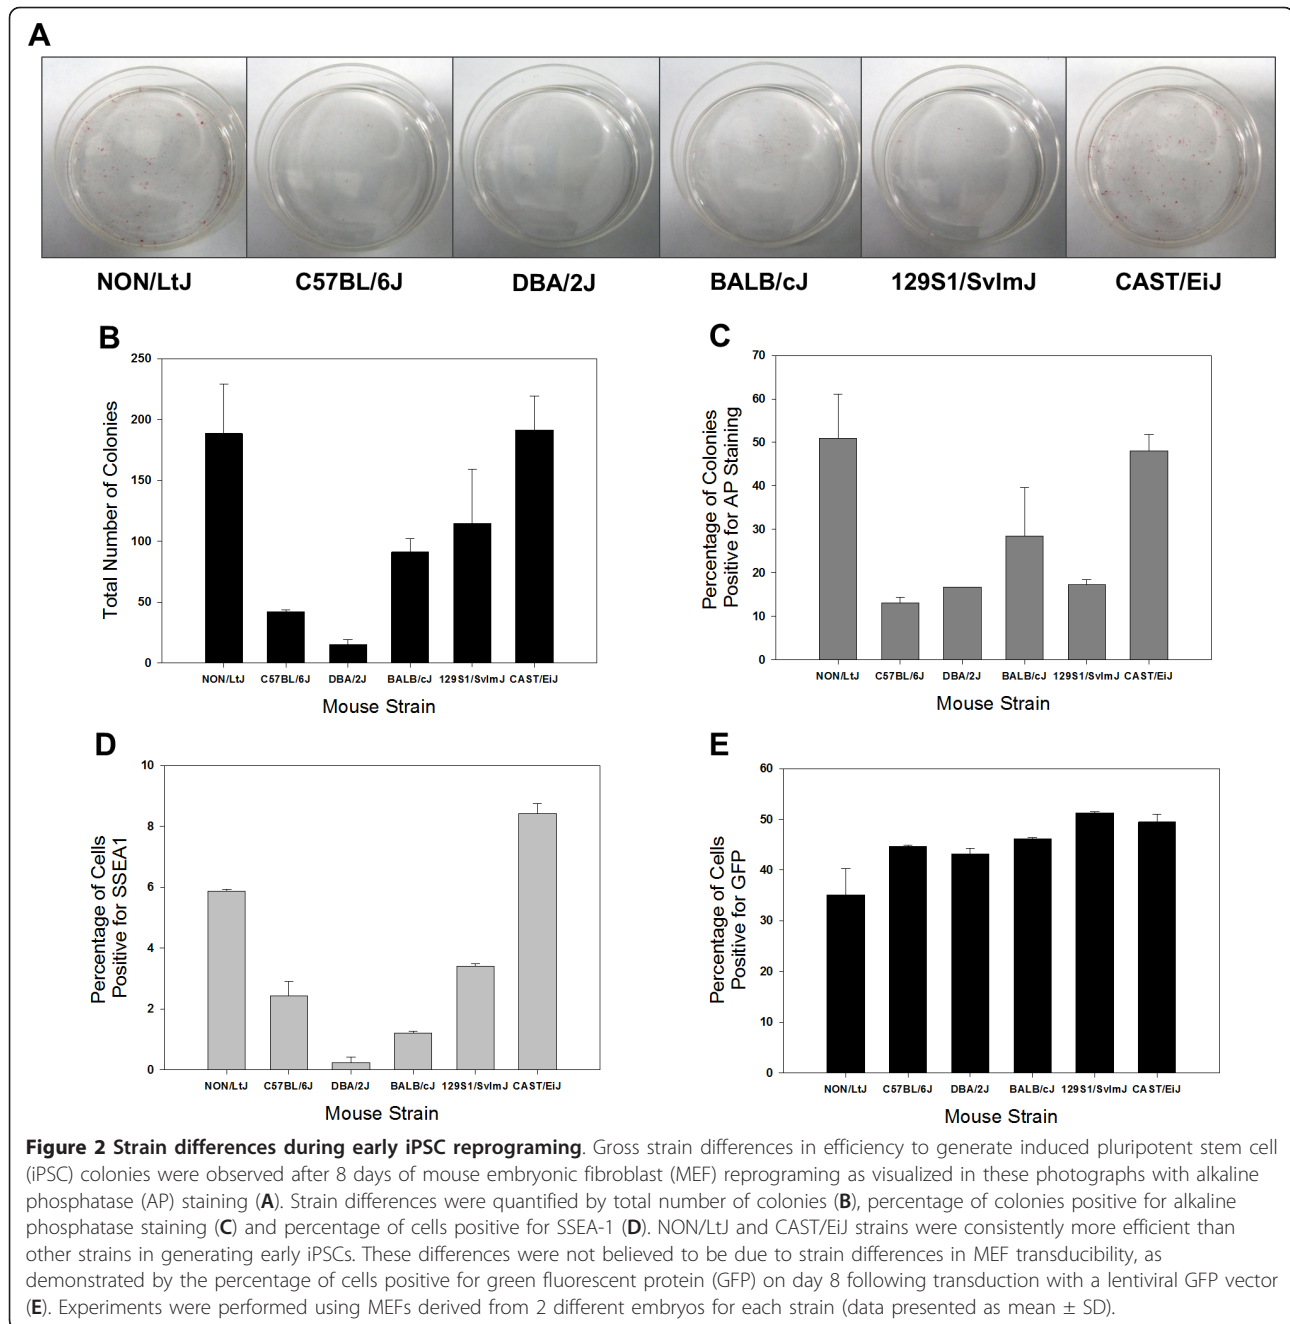 A
NON/LtJ C57BL/6J DBA/2J BALB/cJ 129S1/SvImJ CAST/EiJ
B
250
200
150
100
50
0
Total Number of Colonies
NON/LtJ C57BL/6J DBA/2J BALB/cJ 129S1/SvImJ CAST/EiJ
Mouse Strain
C
70
60
50
40
30
20
10
0
Percentage of Colonies
Positive for AP Staining
NON/LtJ C57BL/6J DBA/2J BALB/cJ 129S1/SvImJ CAST/EiJ
Mouse Strain
D
10
8
6
4
2
0
Percentage of Cells
Positive for SSEA1
NON/LtJ C57BL/6J DBA/2J BALB/cJ 129S1/SvImJ CAST/EiJ
Mouse Strain
E
60
50
40
30
20
10
0
Percentage of Cells
Positive for GFP
NON/LtJ C57BL/6J DBA/2J BALB/cJ 129S1/SvImJ CAST/EiJ
Mouse Strain
Figure 2 Strain differences during early iPSC reprograming. Gross strain differences in efficiency to generate induced pluripotent stem cell
(iPSC) colonies were observed after 8 days of mouse embryonic fibroblast (MEF) reprograming as visualized in these photographs with alkaline
phosphatase (AP) staining (A). Strain differences were quantified by total number of colonies (B), percentage of colonies positive for alkaline
phosphatase staining (C) and percentage of cells positive for SSEA-1 (D). NON/LtJ and CAST/EiJ strains were consistently more efficient than
other strains in generating early iPSCs. These differences were not believed to be due to strain differences in MEF transducibility, as
demonstrated by the percentage of cells positive for green fluorescent protein (GFP) on day 8 following transduction with a lentiviral GFP vector
(E). Experiments were performed using MEFs derived from 2 different embryos for each strain (data presented as mean ± SD).